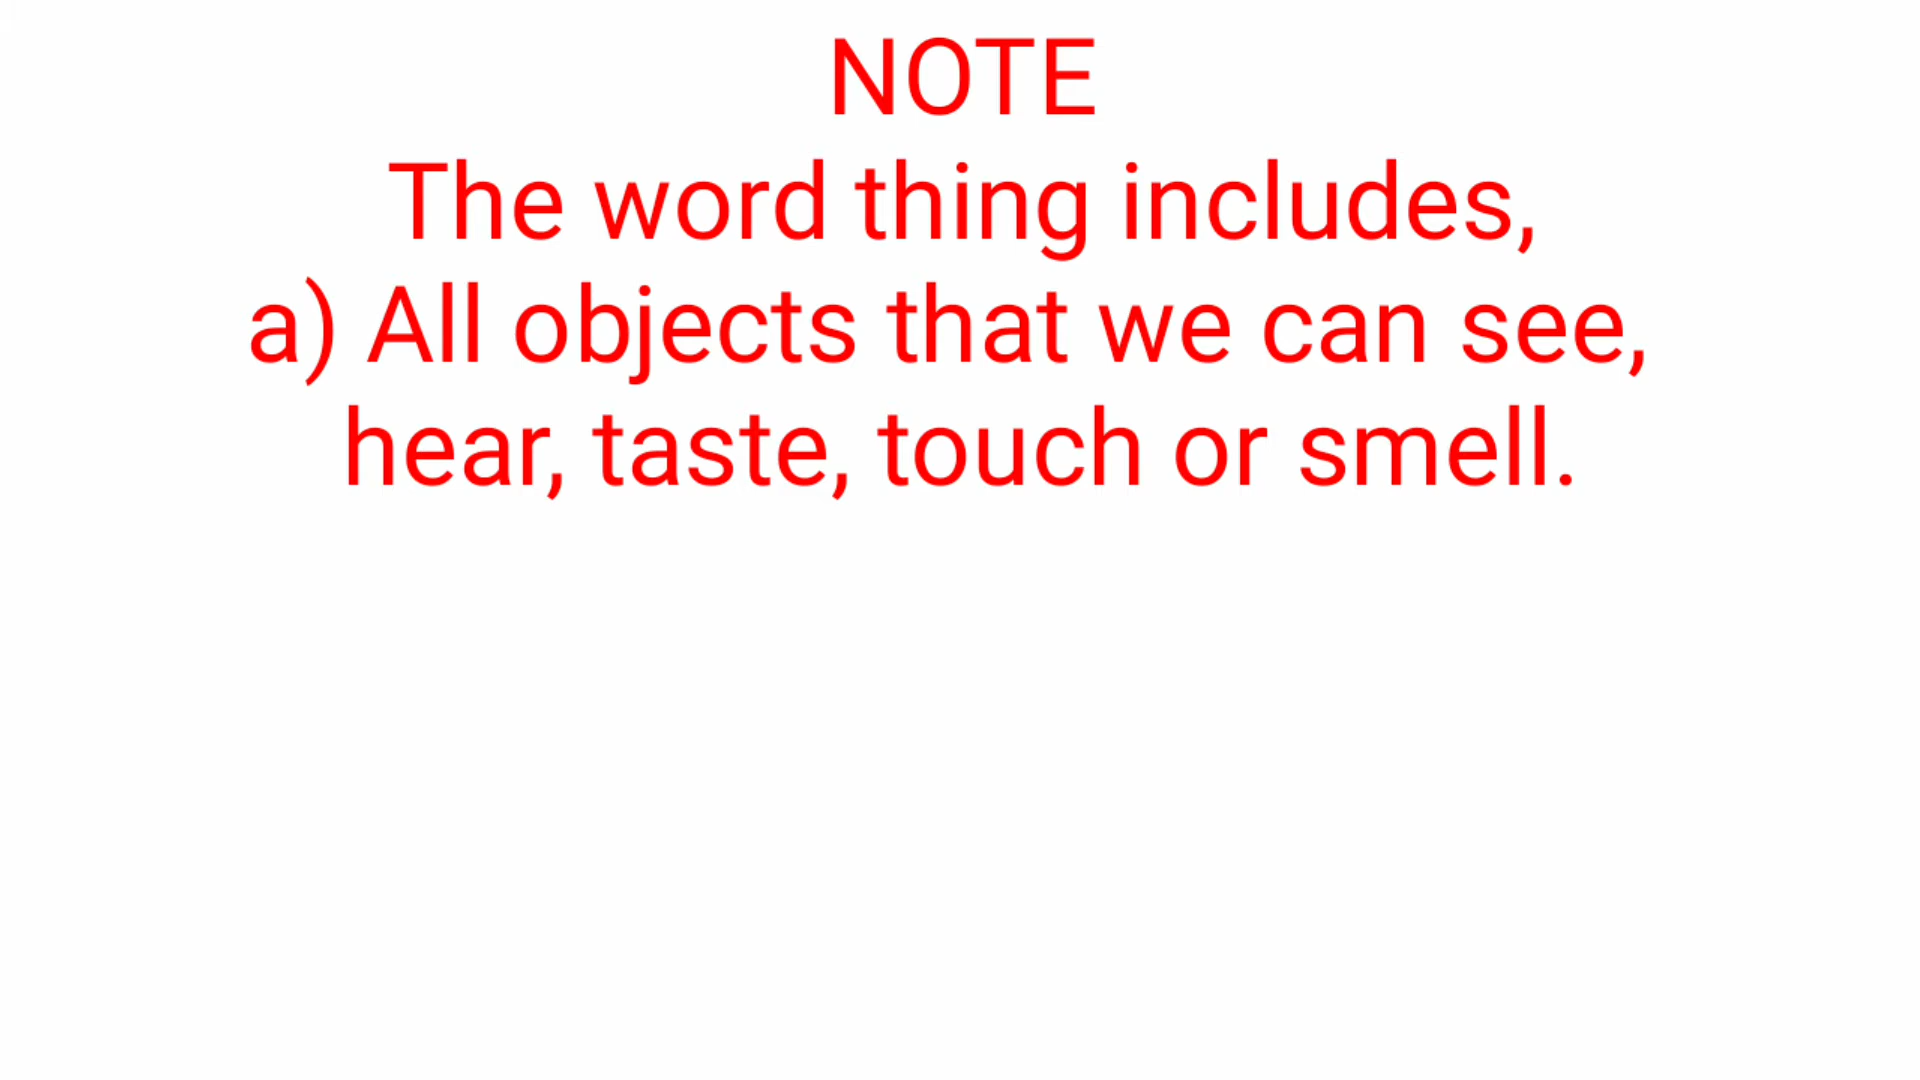 NOTE
The word thing includes,
a) All objects that we can see,
hear, taste, touch or smell.